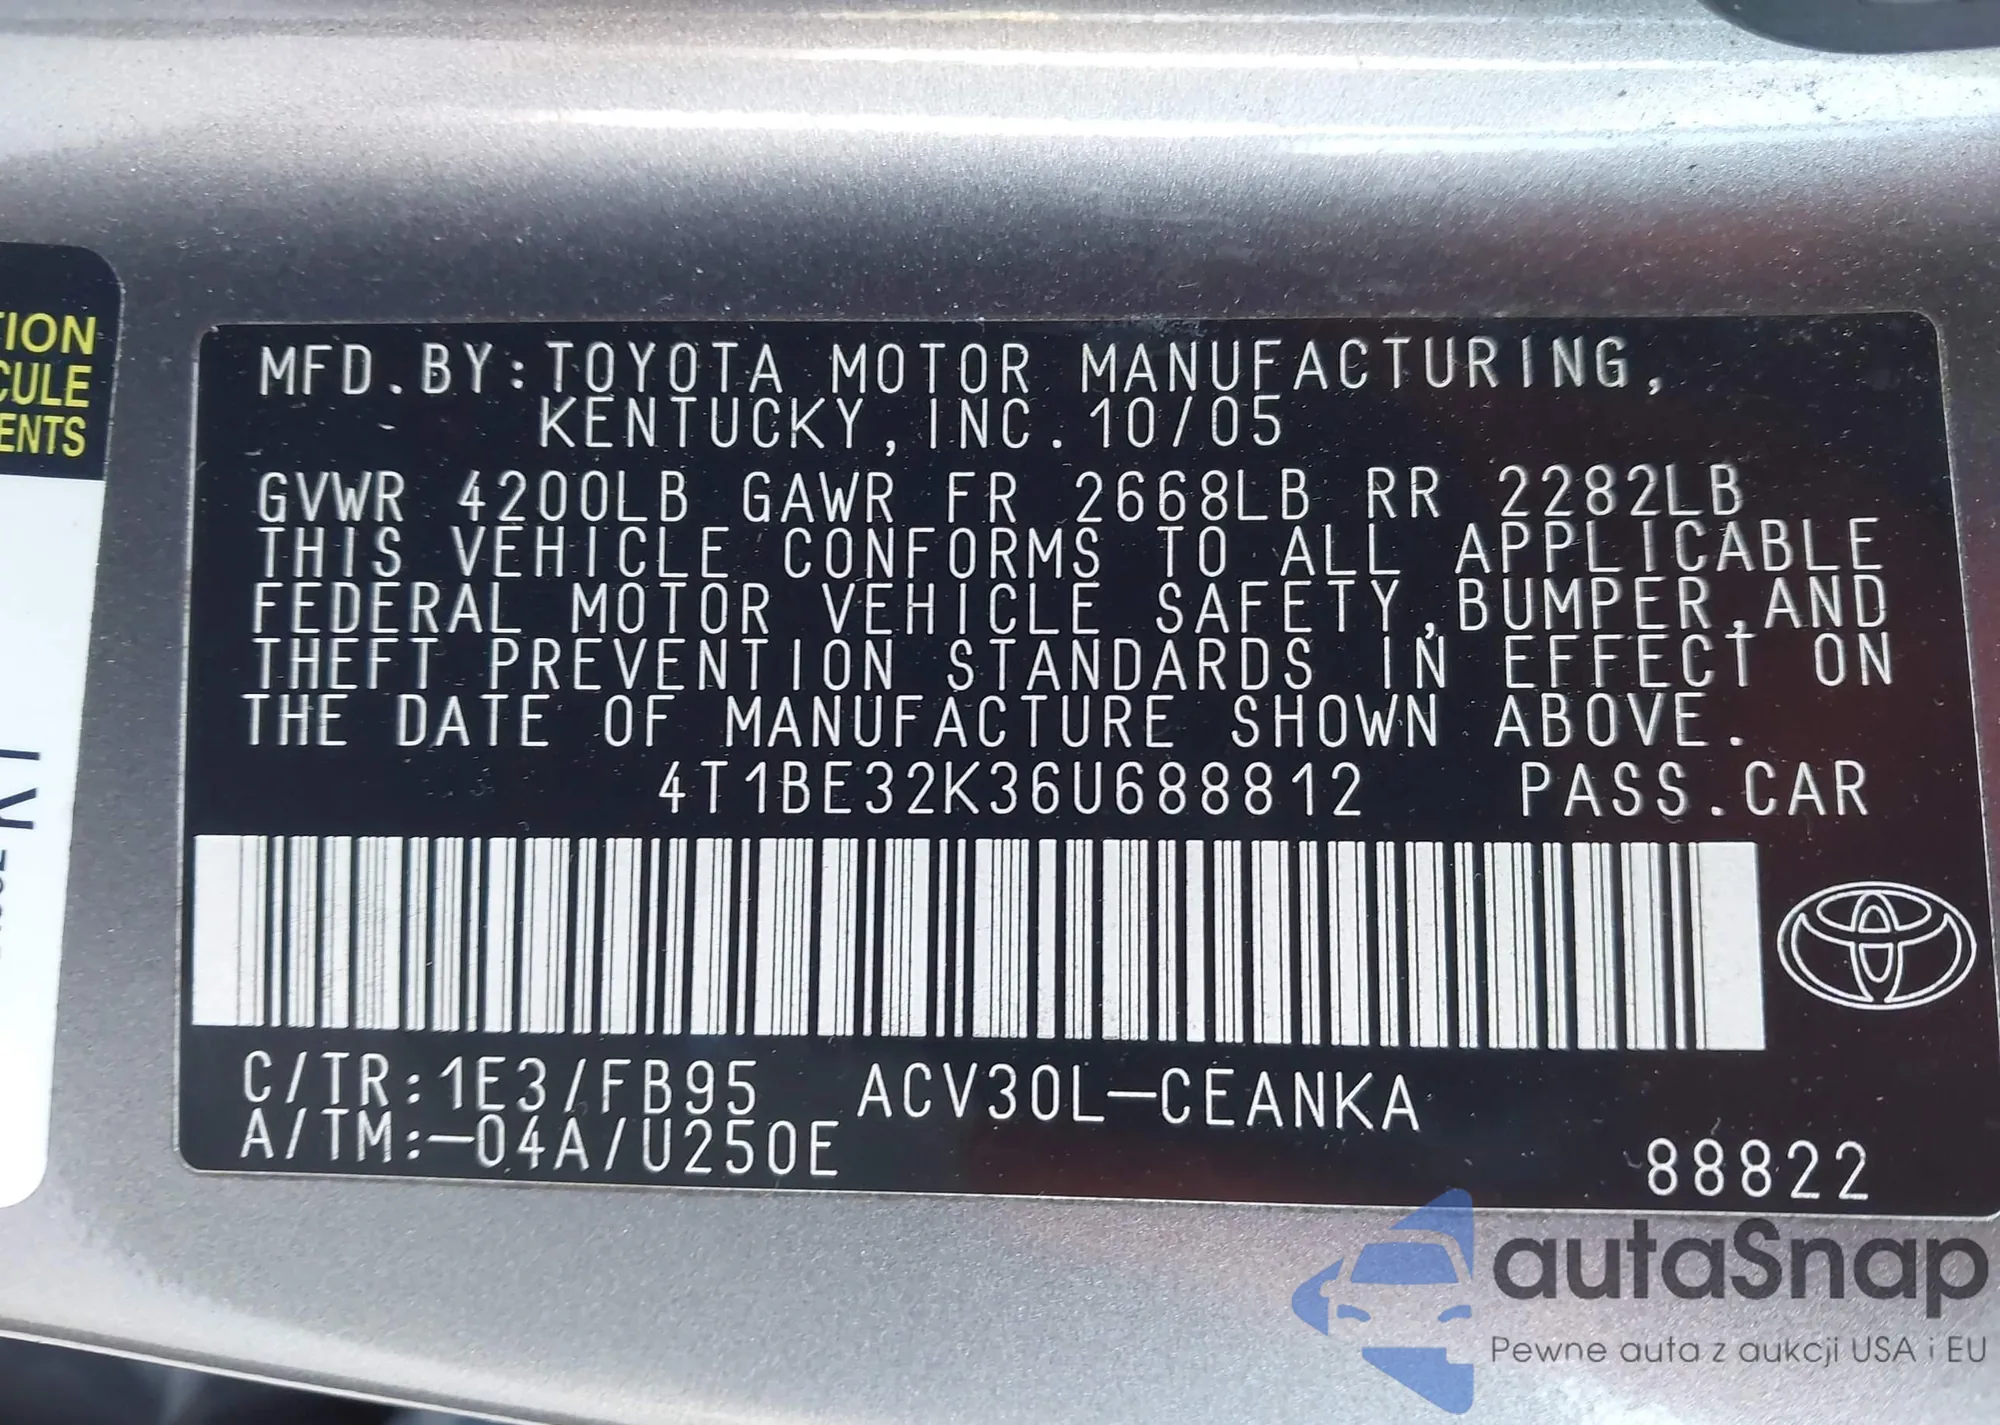 TION
CULE
ENTS
MFD.BY:TOYOTA MOTOR MANUFACTURING,
KENTUCKY,INC.10/05
GVWR 4200LB GAWR FR 2668LB RR 2282LB
THIS VEHICLE CONFORMS TO ALL APPLICABLE
FEDERAL MOTOR VEHICLE SAFETY,BUMPER,AND
THEFT PREVENTION STANDARDS IN EFFECT ON
THE DATE OF MANUFACTURE SHOWN ABOVE.
4T1BE32K36U688812 PASS.CAR
C/TR:1E3/FB95 ACV30L-CEANKA
A/TM:-04A/U250E
88822
autaSnap
Pewne auta z aukcji USA i EU